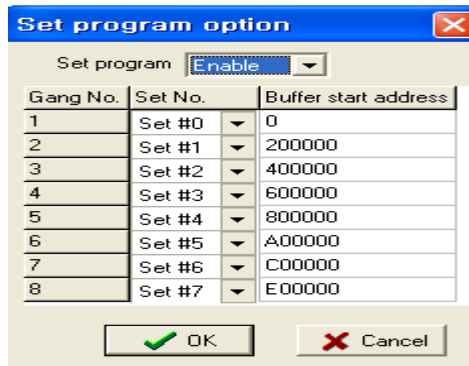 Set program option
Set program Enable
Gang No. Set No. Buffer start address
1 Set #0 0
2 Set #1 200000
3 Set #2 400000
4 Set #3 600000
5 Set #4 800000
6 Set #5 A00000
7 Set #6 C00000
8 Set #7 E00000
OK Cancel